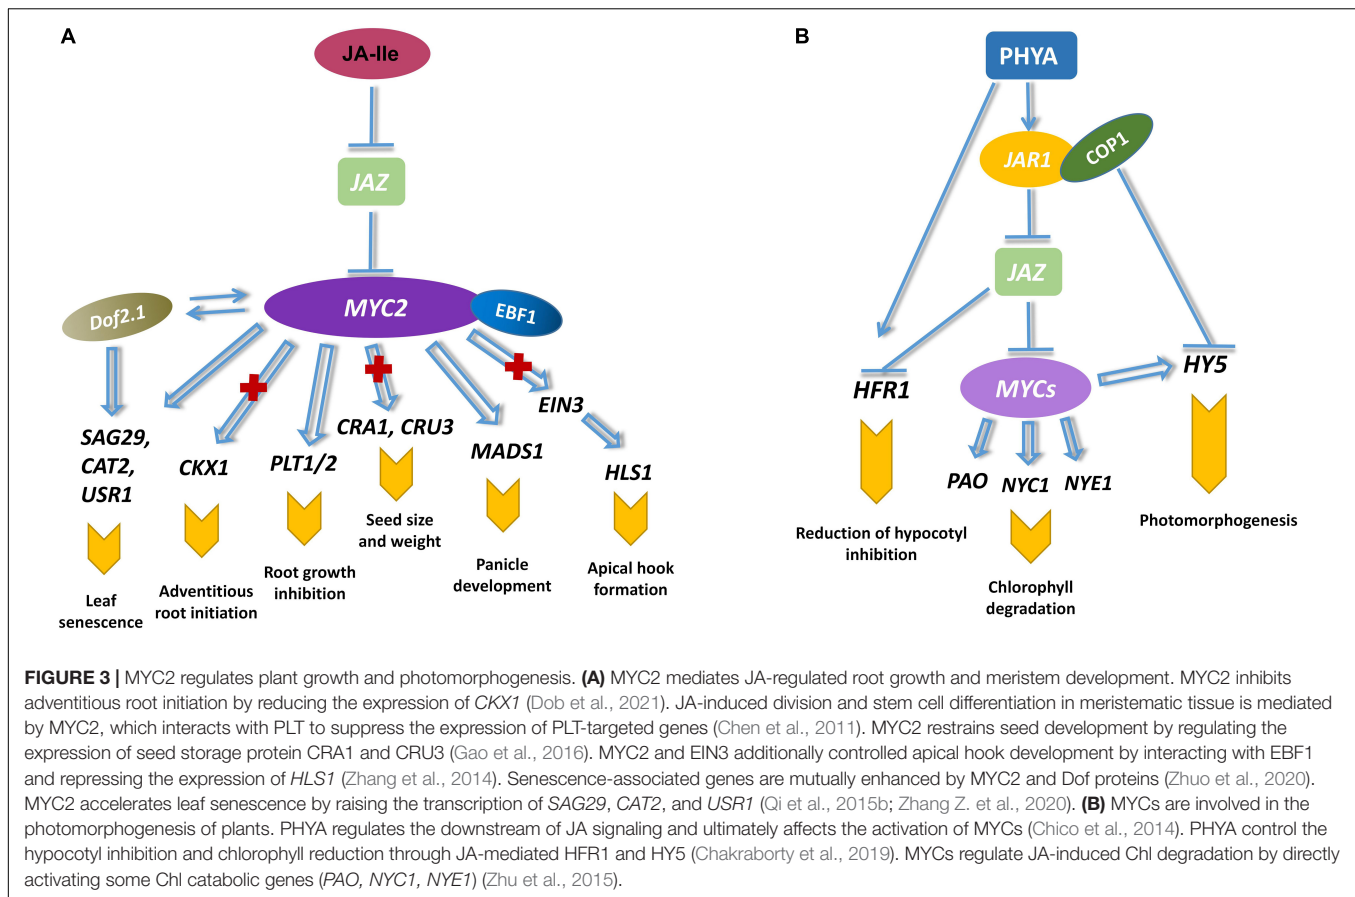 A
JA-Ile
JAZ
Dof2.1
MYC2
EBF1
SAG29,
CAT2,
USR1
CKX1
PLT1/2
CRA1, CRU3
MADS1
EIN3
HLS1
Leaf
senescence
Adventitious
root initiation
Root growth
inhibition
Seed size
and weight
Panicle
development
Apical hook
formation
B
PHYA
JAR1
COP1
JAZ
HFR1
MYCs
HY5
PAO
NYC1
NYE1
Reduction of hypocotyl
inhibition
Chlorophyll
degradation
Photomorphogenesis
FIGURE 3 | MYC2 regulates plant growth and photomorphogenesis. (A) MYC2 mediates JA-regulated root growth and meristem development. MYC2 inhibits
adventitious root initiation by reducing the expression of CKX1 (Dob et al., 2021). JA-induced division and stem cell differentiation in meristematic tissue is mediated
by MYC2, which interacts with PLT to suppress the expression of PLT-targeted genes (Chen et al., 2011). MYC2 restrains seed development by regulating the
expression of seed storage protein CRA1 and CRU3 (Gao et al., 2016). MYC2 and EIN3 additionally controlled apical hook development by interacting with EBF1
and repressing the expression of HLS1 (Zhang et al., 2014). Senescence-associated genes are mutually enhanced by MYC2 and Dof proteins (Zhuo et al., 2020).
MYC2 accelerates leaf senescence by raising the transcription of SAG29, CAT2, and USR1 (Qi et al., 2015b; Zhang Z. et al., 2020). (B) MYCs are involved in the
photomorphogenesis of plants. PHYA regulates the downstream of JA signaling and ultimately affects the activation of MYCs (Chico et al., 2014). PHYA control the
hypocotyl inhibition and chlorophyll reduction through JA-mediated HFR1 and HY5 (Chakraborty et al., 2019). MYCs regulate JA-induced Chl degradation by directly
activating some Chl catabolic genes (PAO, NYC1, NYE1) (Zhu et al., 2015).